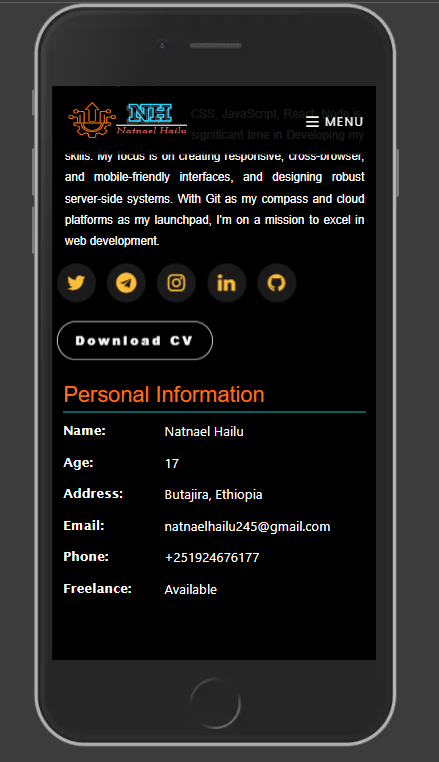 NH
Natnael Hailu
MENU
CSS, JavaScript, React, Node.js,
significant time in Developing my
skills. My focus is on creating responsive, cross-browser,
and mobile-friendly interfaces, and designing robust
server-side systems. With Git as my compass and cloud
platforms as my launchpad, I'm on a mission to excel in
web development.
in
Download CV
Personal Information
Name: Natnael Hailu
Age: 17
Address: Butajira, Ethiopia
Email: natnaelhailu245@gmail.com
Phone: +251924676177
Freelance: Available